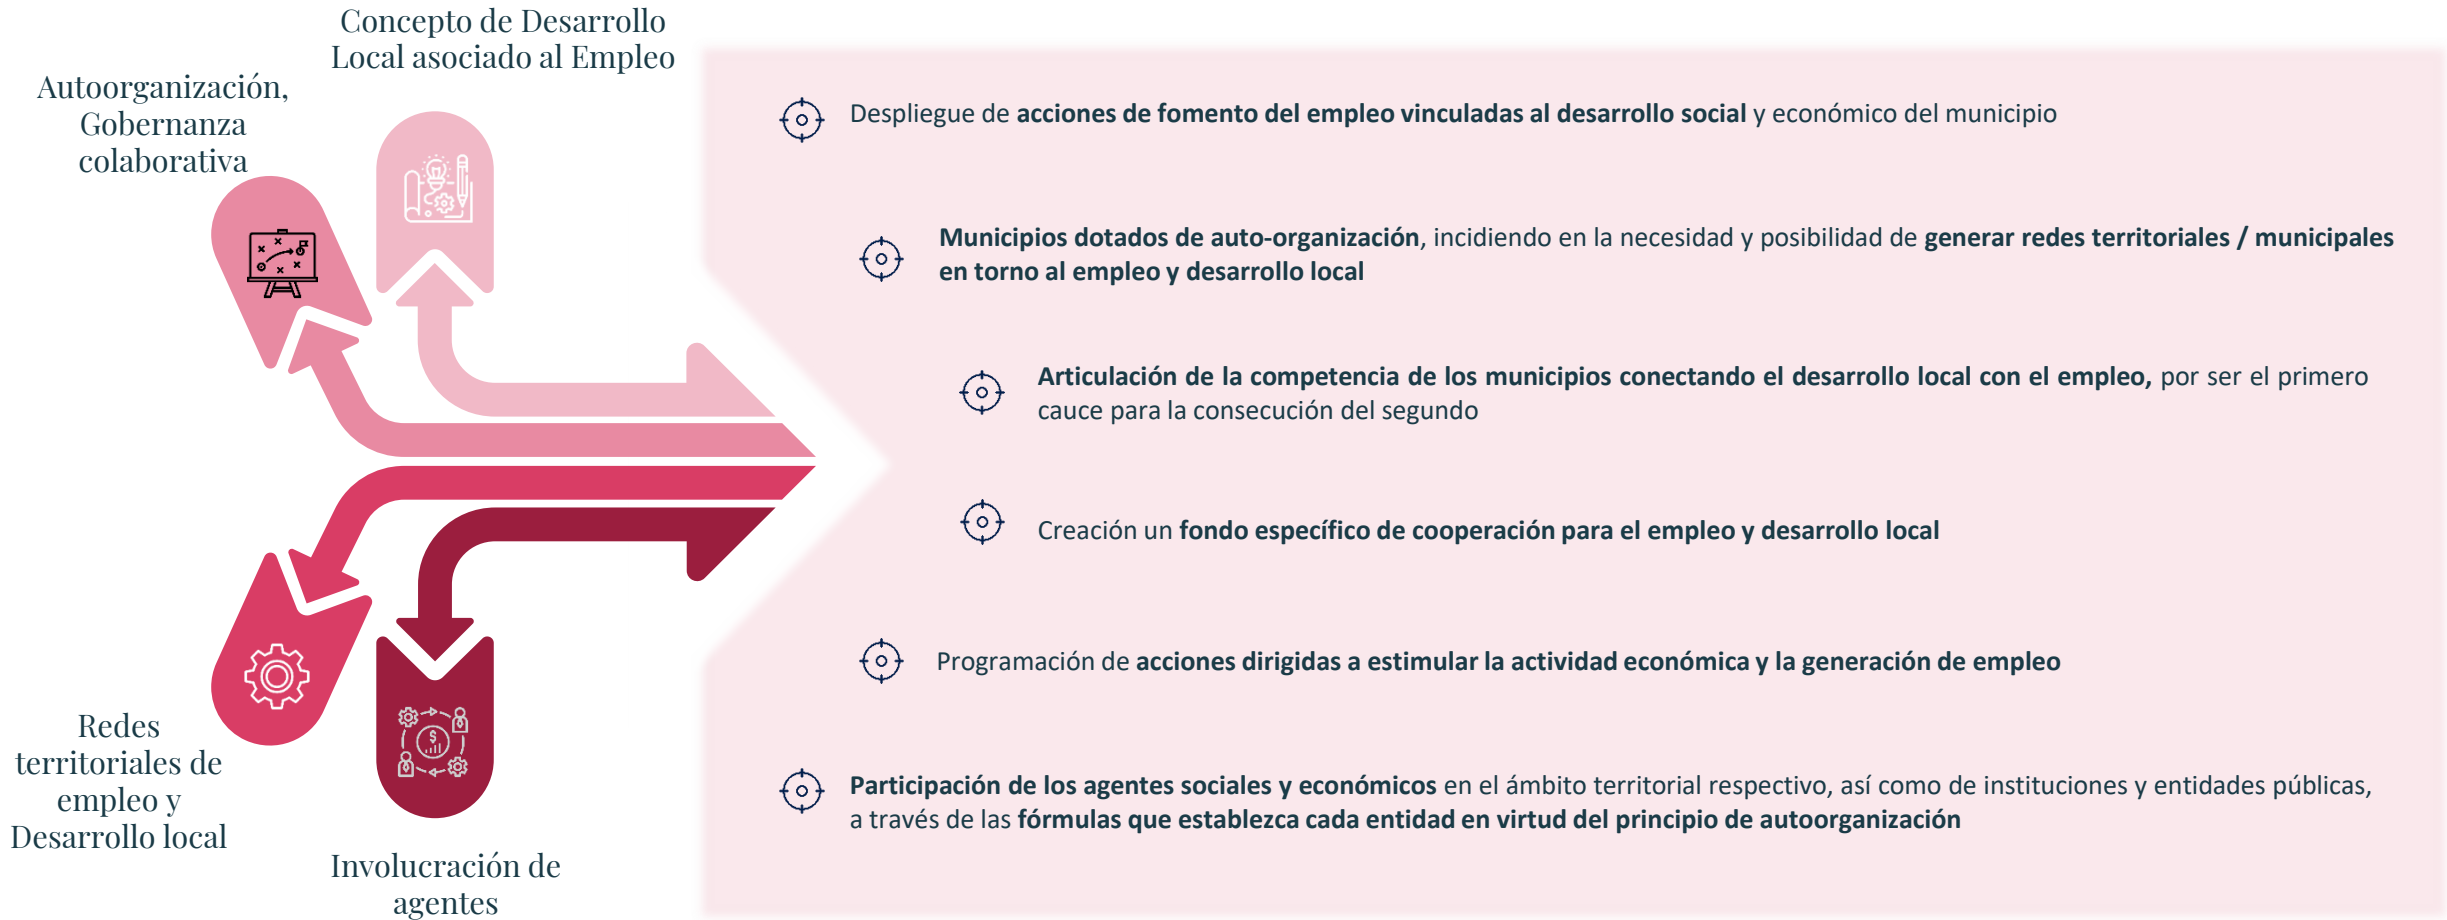 Concepto de Desarrollo
Local asociado al Empleo
Autoorganización,
Gobernanza
colaborativa
Redes
territoriales de
empleo y
Desarrollo local
Involucración de
agentes
Despliegue de acciones de fomento del empleo vinculadas al desarrollo social y económico del municipio
Municipios dotados de auto-organización, incidiendo en la necesidad y posibilidad de generar redes territoriales / municipales
en torno al empleo y desarrollo local
Articulación de la competencia de los municipios conectando el desarrollo local con el empleo, por ser el primero
cauce para la consecución del segundo
Creación un fondo específico de cooperación para el empleo y desarrollo local
Programación de acciones dirigidas a estimular la actividad económica y la generación de empleo
Participación de los agentes sociales y económicos en el ámbito territorial respectivo, así como de instituciones y entidades públicas,
a través de las fórmulas que establezca cada entidad en virtud del principio de autoorganización